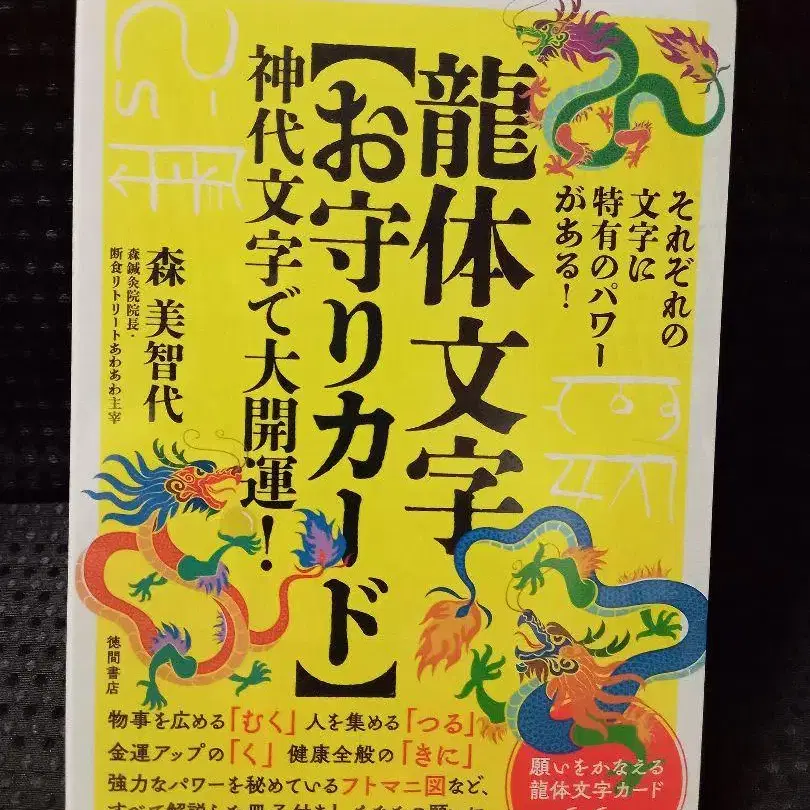 それぞれの
文字に
特有のパワー
がある!
龍体文字
【お守りカード】
神代文字で大開運!
森 美智代
森鍼灸院院長・
断食リトリートあわあわ主宰
徳間書店
物事を広める「むく」人を集める「つる」
金運アップの「く」健康全般の「きに」
強力なパワーを秘めているフトマニ図など、
願いをかなえる
龍体文字カード